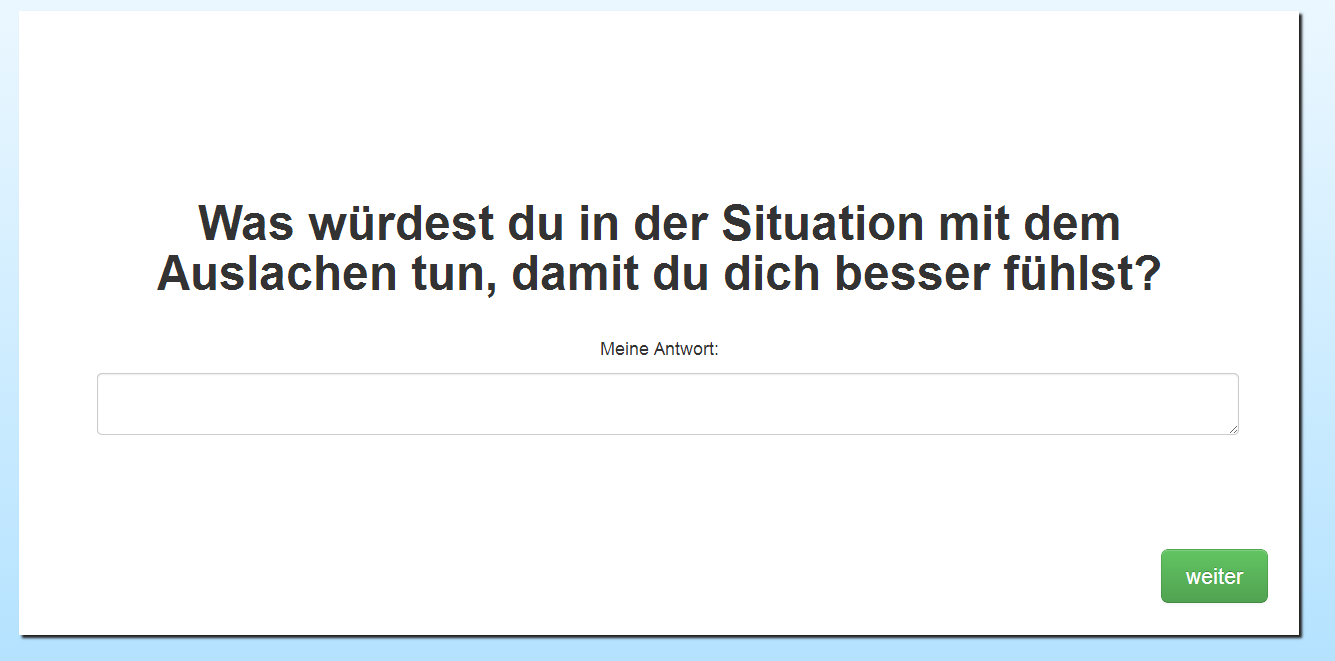 Was würdest du in der Situation mit dem
Auslachen tun, damit du dich besser fühlst?
Meine Antwort:
weiter